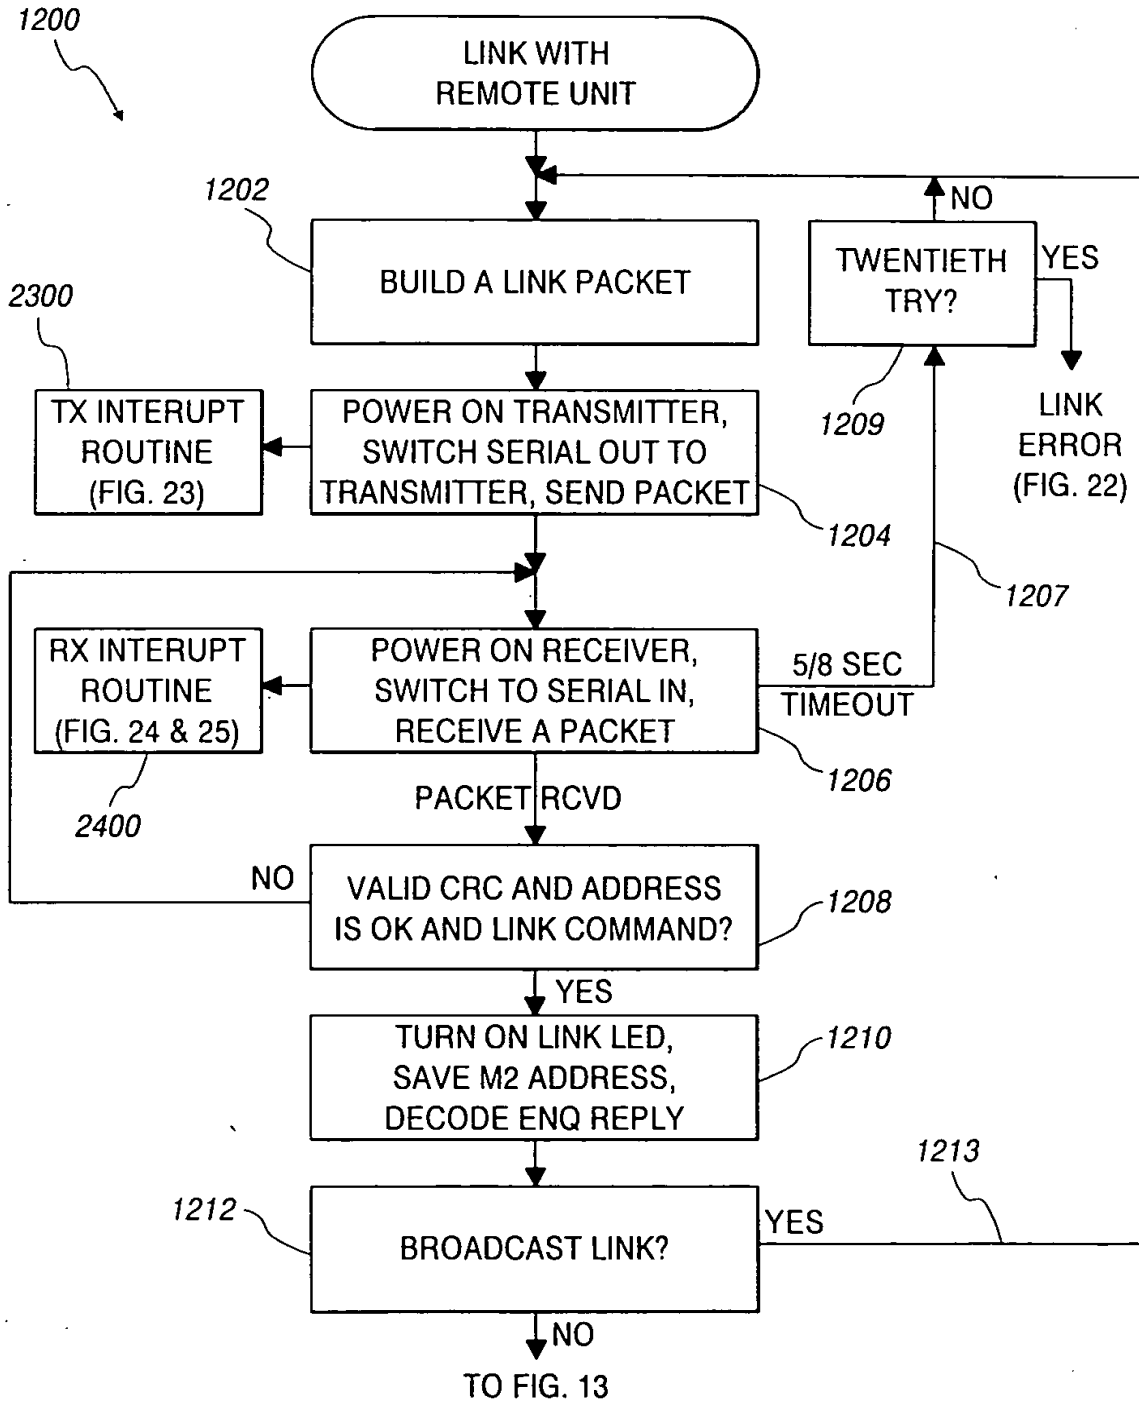 1200
LINK WITH
REMOTE UNIT
1202
BUILD A LINK PACKET
NO
TWENTIETH
TRY?
YES
1209
LINK
ERROR
(FIG. 22)
2300
TX INTERUPT
ROUTINE
(FIG. 23)
POWER ON TRANSMITTER,
SWITCH SERIAL OUT TO
TRANSMITTER, SEND PACKET
1204
1207
RX INTERUPT
ROUTINE
(FIG. 24 & 25)
2400
POWER ON RECEIVER,
SWITCH TO SERIAL IN,
RECEIVE A PACKET
5/8 SEC
TIMEOUT
1206
PACKET RCVD
NO
VALID CRC AND ADDRESS
IS OK AND LINK COMMAND?
1208
YES
TURN ON LINK LED,
SAVE M2 ADDRESS,
DECODE ENQ REPLY
1210
1212
BROADCAST LINK?
YES
1213
NO
TO FIG. 13